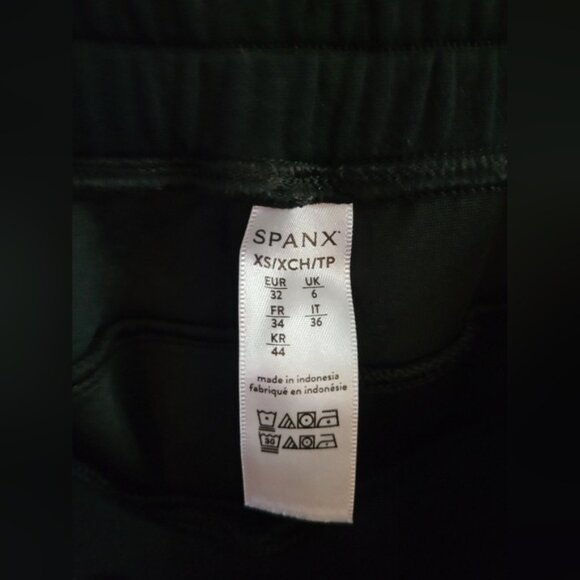 SPANX
XS/XCH/TP
EUR UK
32 6
FR IT
34 36
KR
44
made in indonesia
fabriqué en indonésie
30